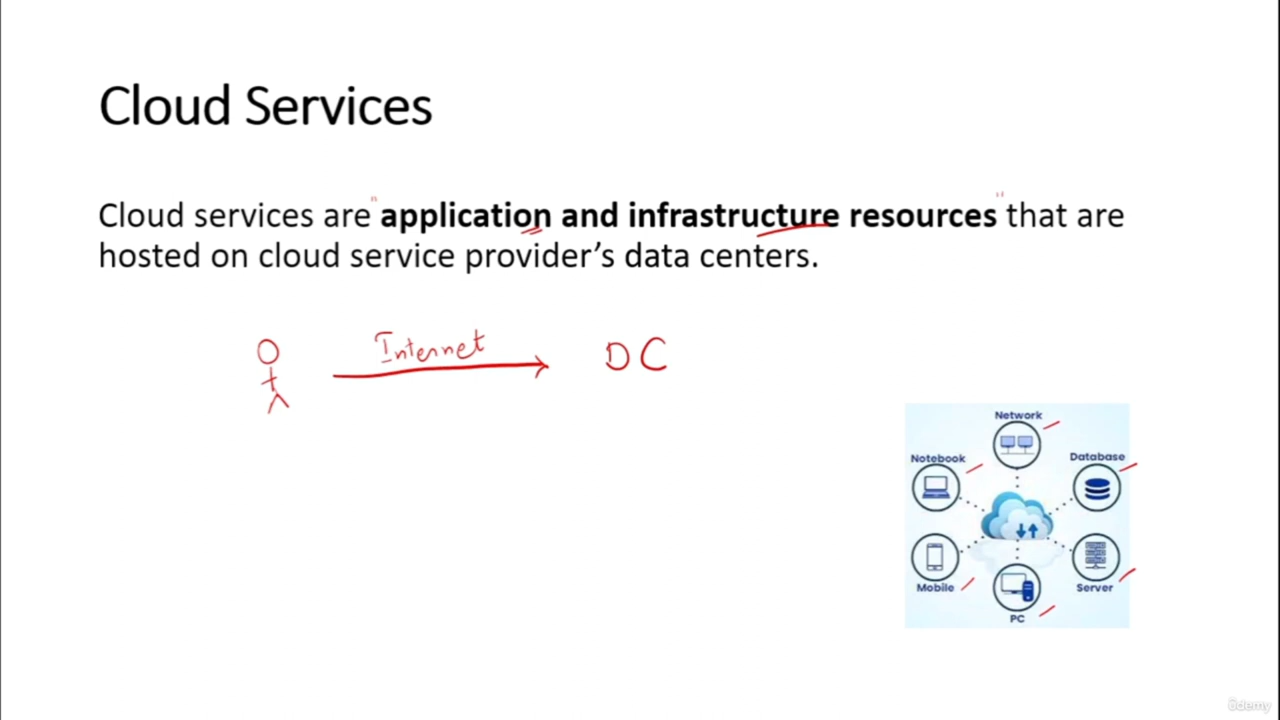 Cloud Services
Cloud services are "application and infrastructure resources" that are
hosted on cloud service provider's data centers.
Internet
DC
Network
Notebook
Database
Mobile
Server
PC
ûdemy